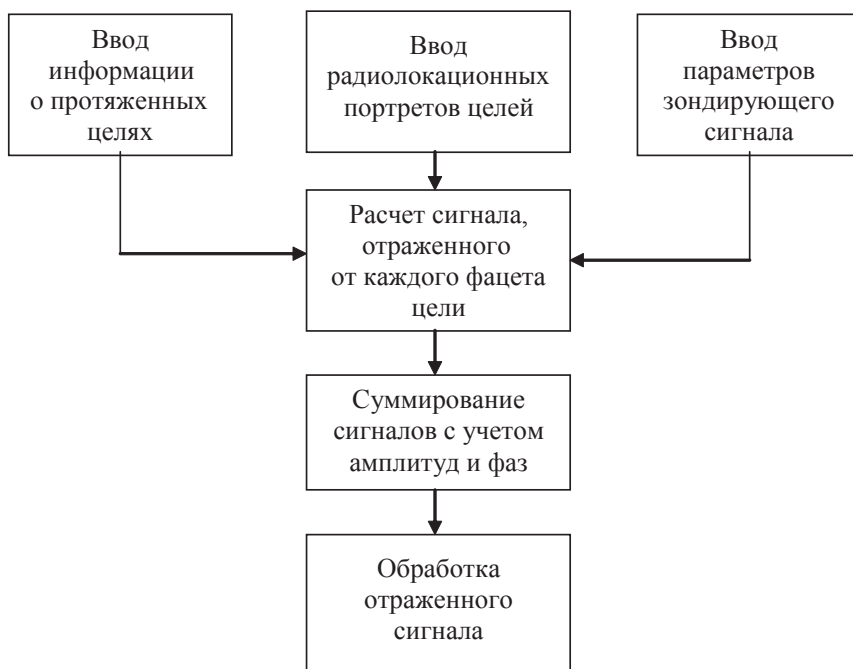 Ввод
информации
о протяженных
целях
Ввод
радиолокационных
портретов целей
Ввод
параметров
зондирующего
сигнала
Расчет сигнала,
отраженного
от каждого фацета
цели
Суммирование
сигналов с учетом
амплитуд и фаз
Обработка
отраженного
сигнала